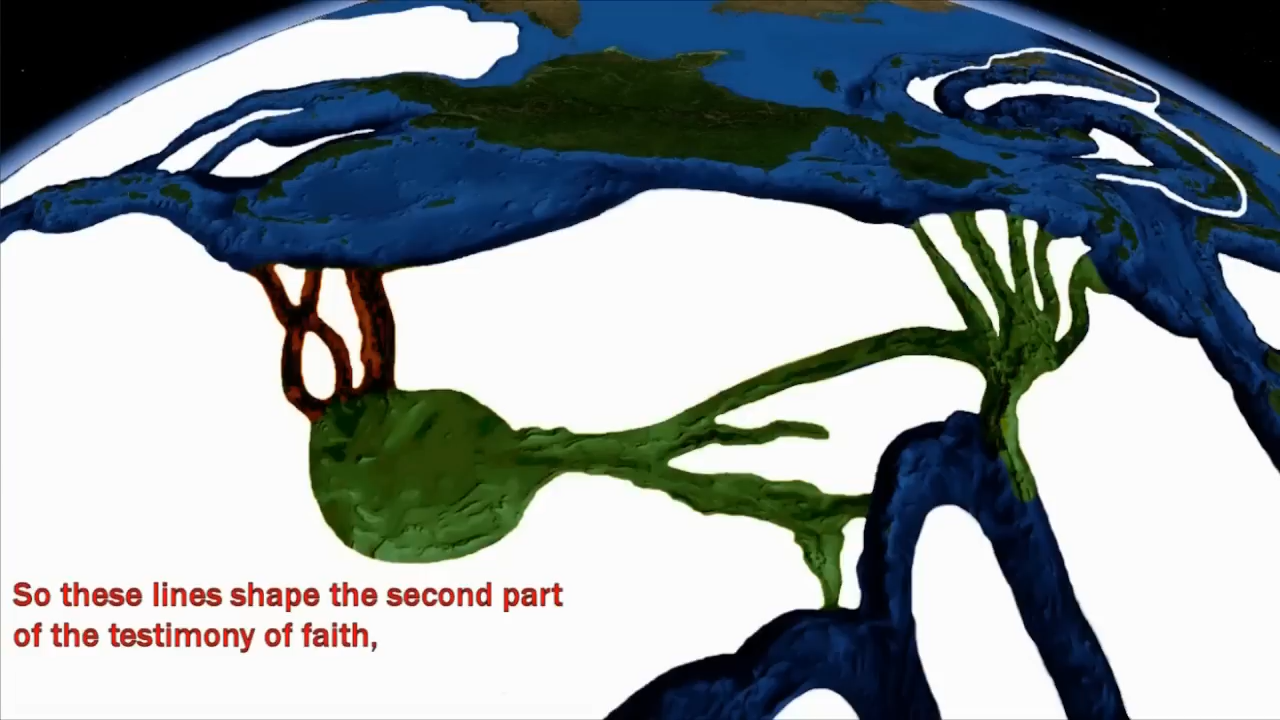 So these lines shape the second part
of the testimony of faith,